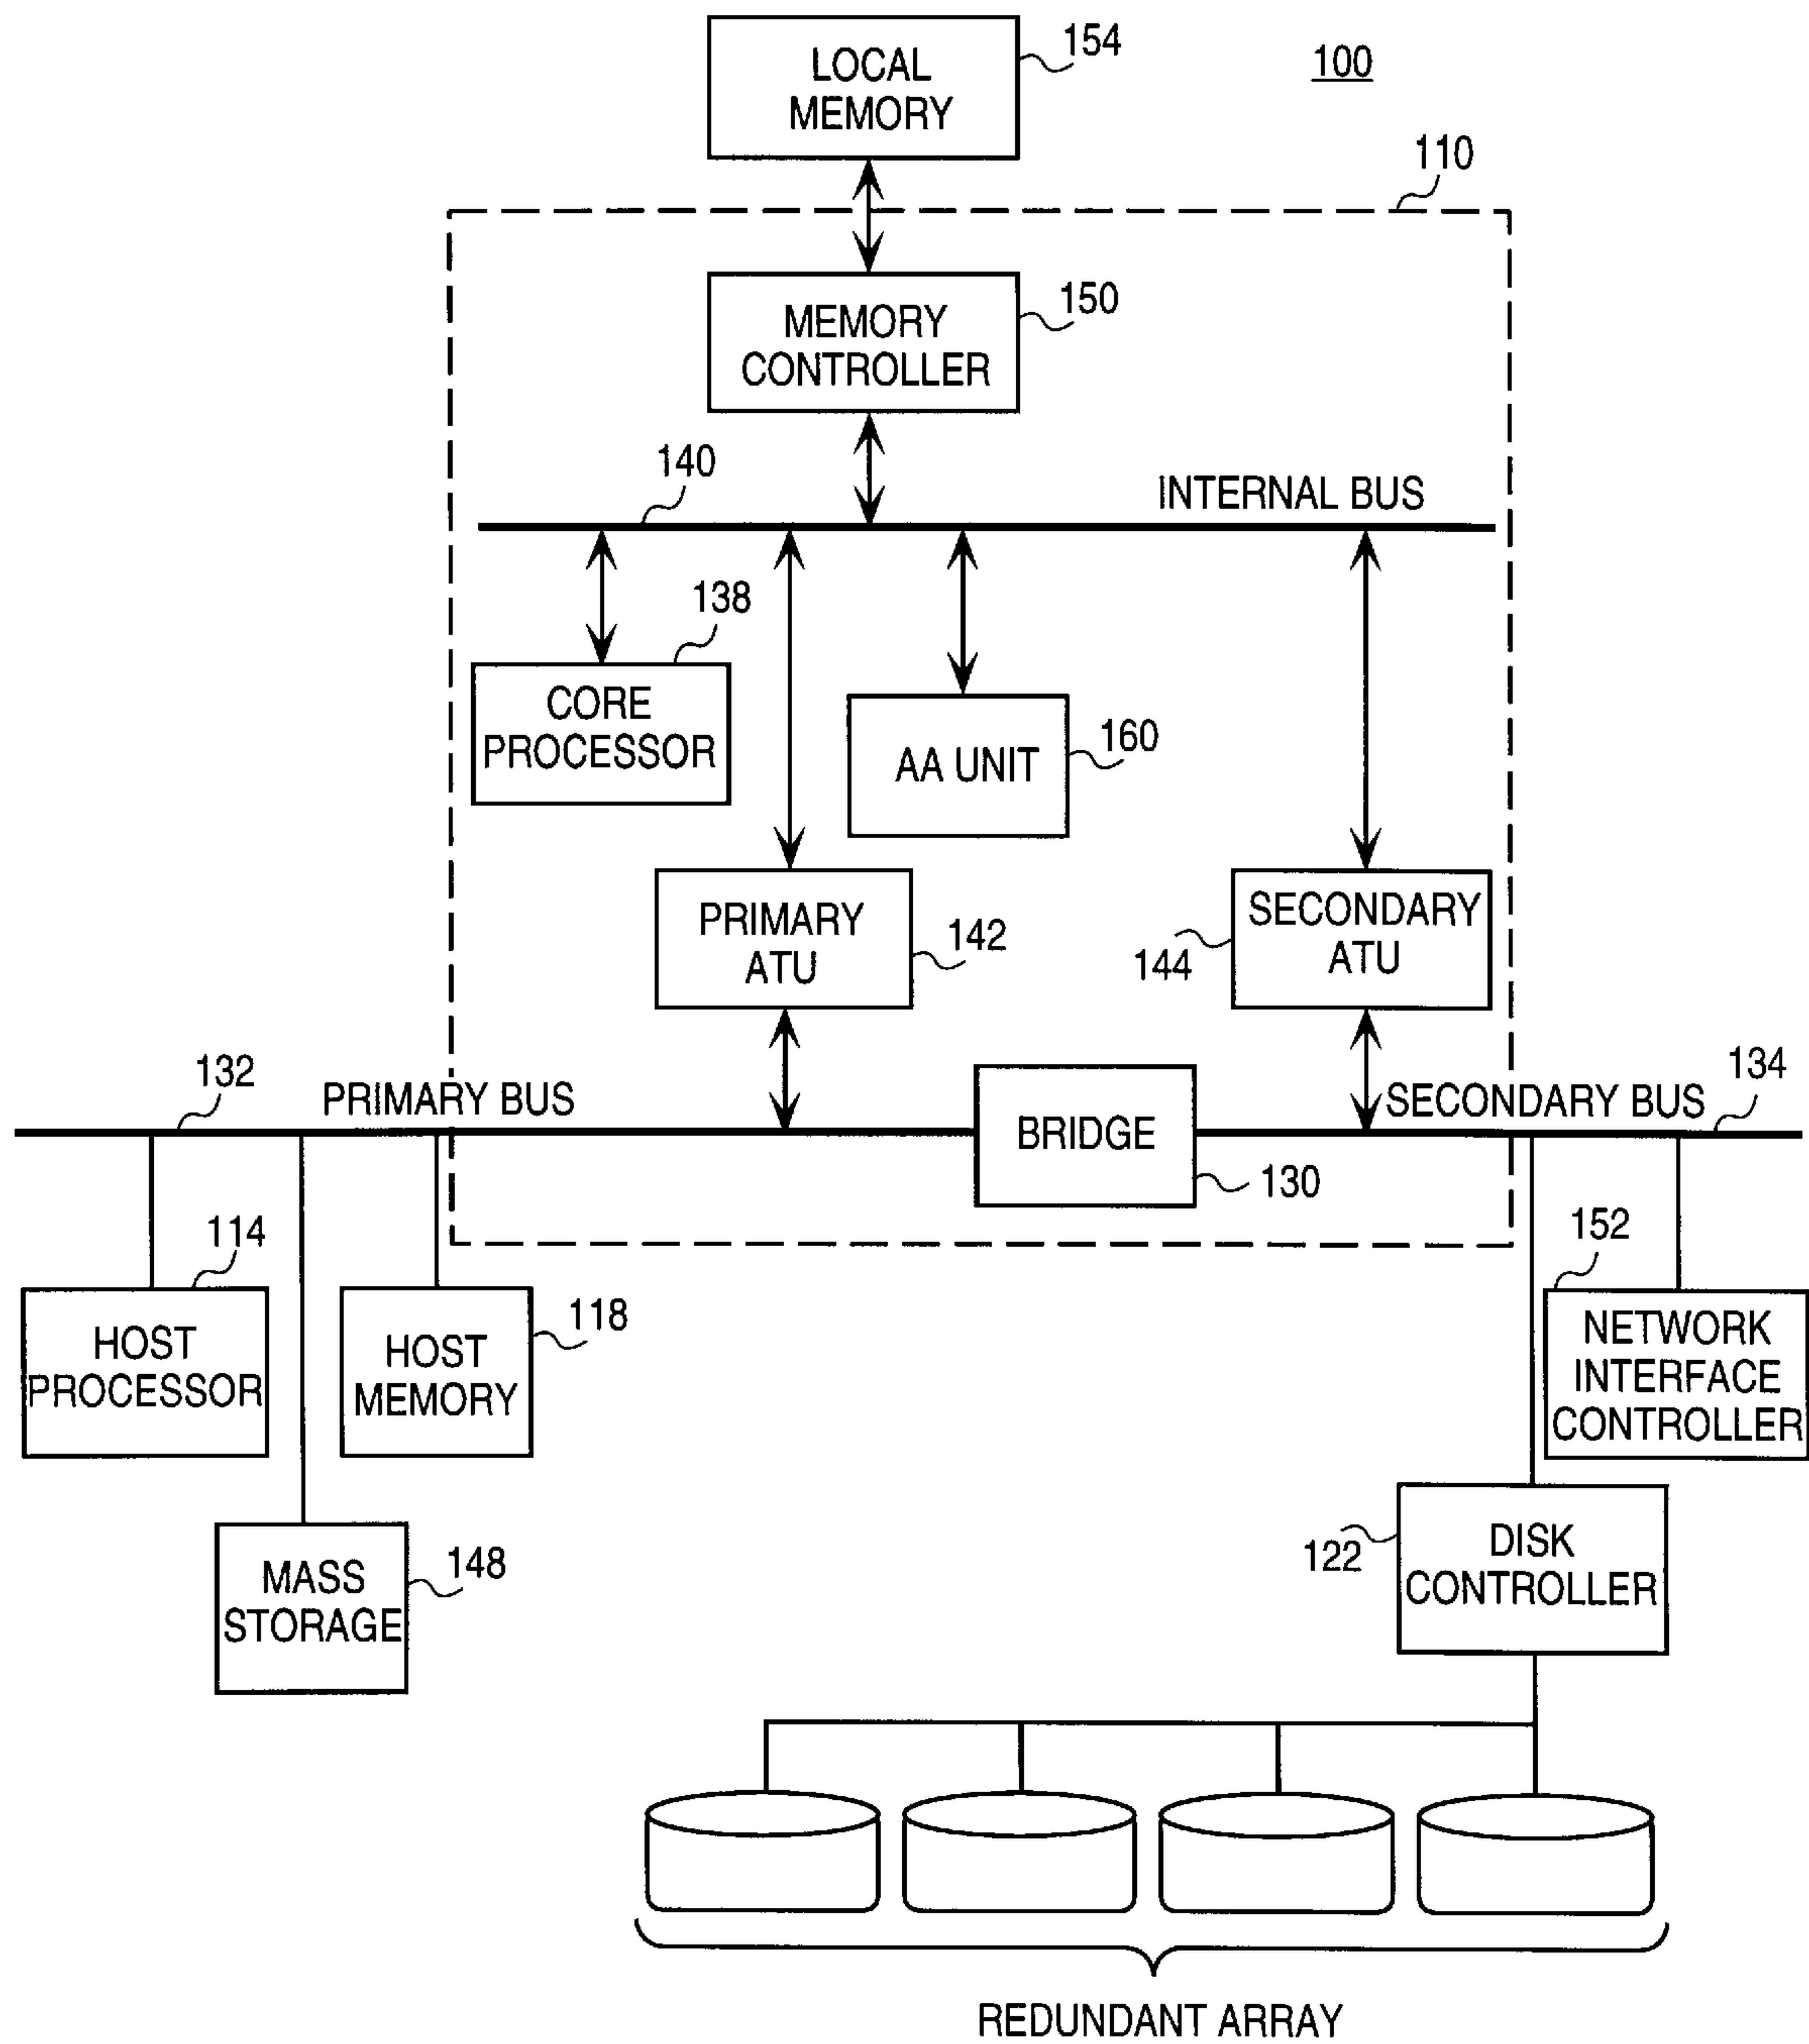 LOCAL
MEMORY
154
100
110
MEMORY
CONTROLLER
150
140
INTERNAL BUS
138
CORE
PROCESSOR
AA UNIT
160
PRIMARY
ATU
142
144
SECONDARY
ATU
132
PRIMARY BUS
BRIDGE
130
SECONDARY BUS
134
114
HOST
PROCESSOR
118
HOST
MEMORY
152
NETWORK
INTERFACE
CONTROLLER
MASS
STORAGE
148
122
DISK
CONTROLLER
REDUNDANT ARRAY